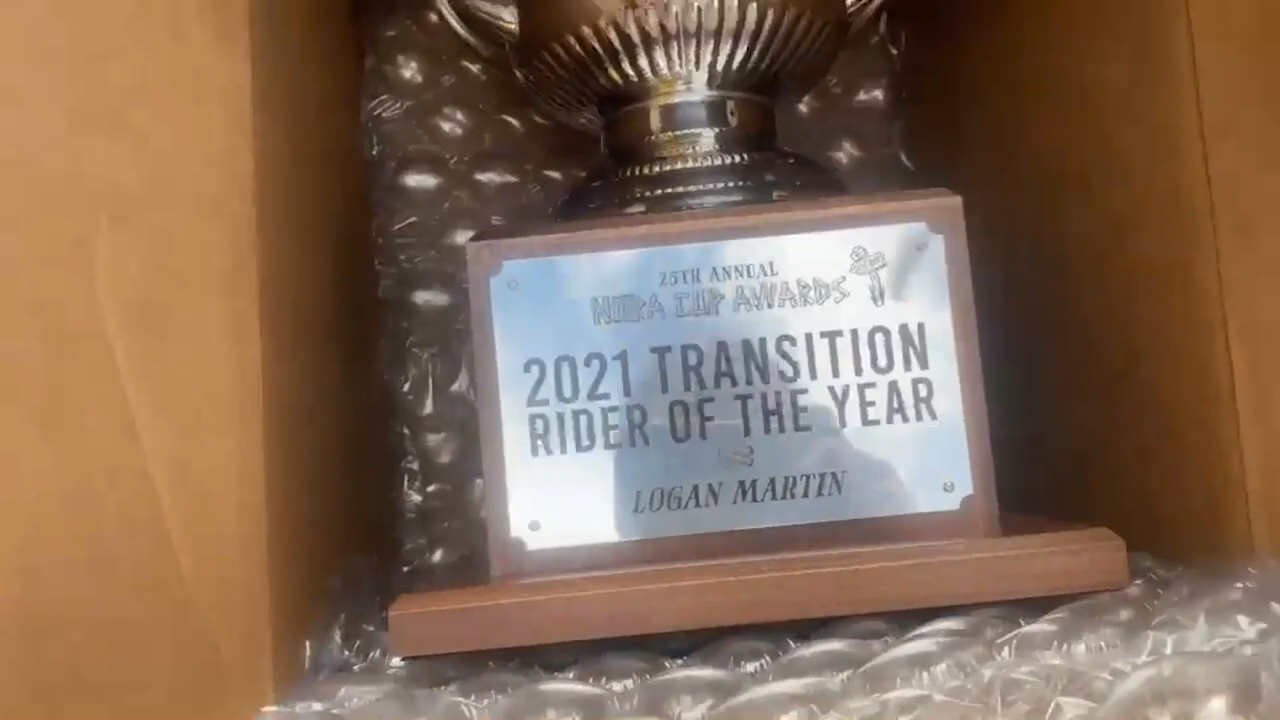 25TH ANNUAL
NORA CUP AWARDS
2021 TRANSITION
RIDER OF THE YEAR
LOGAN MARTIN